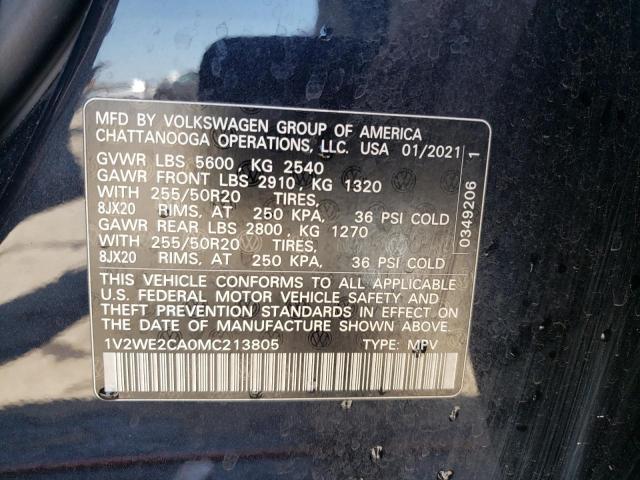 MFD BY VOLKSWAGEN GROUP OF AMERICA
CHATTANOOGA OPERATIONS, LLC. USA 01/2021
GVWR LBS 5600, KG 2540
GAWR FRONT LBS 2910, KG 1320
WITH 255/50R20 TIRES,
8JX20 RIMS, AT 250 KPA, 36 PSI COLD
GAWR REAR LBS 2800, KG 1270
WITH 255/50R20 TIRES,
8JX20 RIMS, AT 250 KPA, 36 PSI COLD
THIS VEHICLE CONFORMS TO ALL APPLICABLE
U.S. FEDERAL MOTOR VEHICLE SAFETY AND
THEFT PREVENTION STANDARDS IN EFFECT ON
THE DATE OF MANUFACTURE SHOWN ABOVE.
1V2WE2CA0MC213805 TYPE: MPV
0349206 1